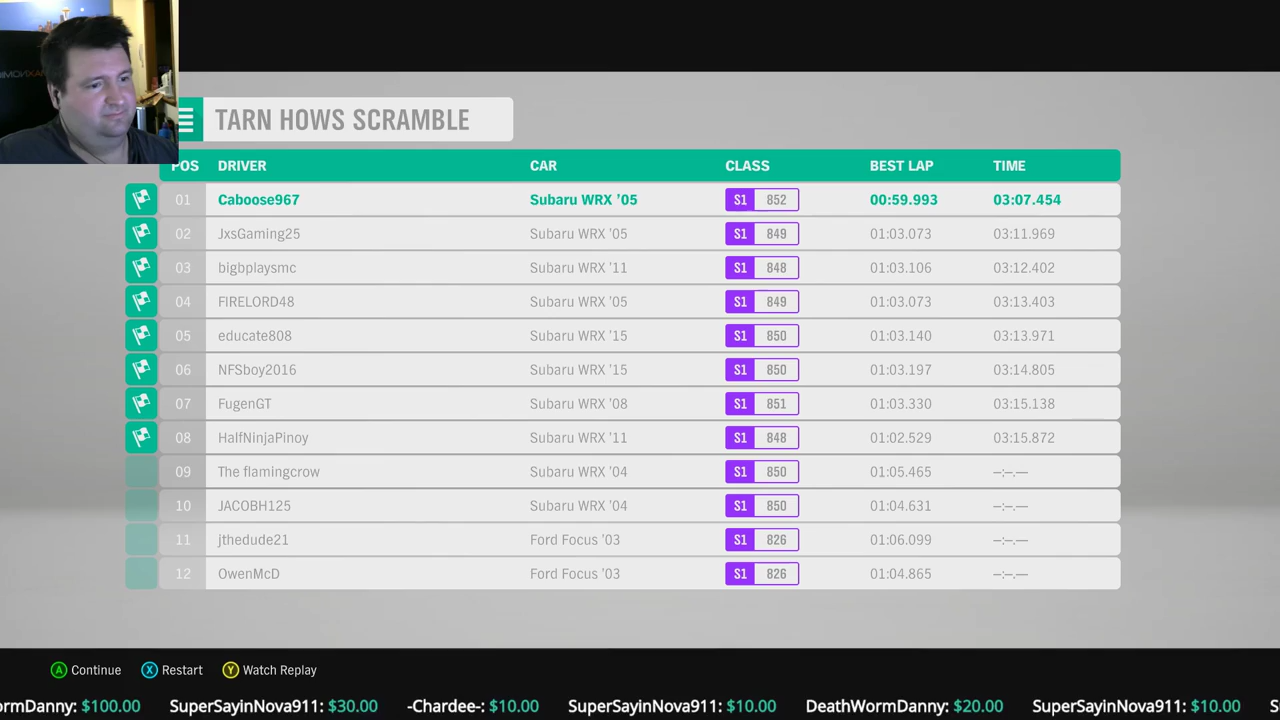 TARN HOWS SCRAMBLE
POS DRIVER CAR CLASS BEST LAP TIME
01 Caboose967 Subaru WRX '05 S1 852 00:59.993 03:07.454
02 JxsGaming25 Subaru WRX '05 S1 849 01:03.073 03:11.969
03 bigbplaysmc Subaru WRX '11 S1 848 01:03.106 03:12.402
04 FIRELORD48 Subaru WRX '05 S1 849 01:03.073 03:13.403
05 educate808 Subaru WRX '15 S1 850 01:03.140 03:13.971
06 NFSboy2016 Subaru WRX '15 S1 850 01:03.197 03:14.805
07 FugenGT Subaru WRX '08 S1 851 01:03.330 03:15.138
08 HalfNinjaPinoy Subaru WRX '11 S1 848 01:02.529 03:15.872
09 The flamingcrow Subaru WRX '04 S1 850 01:05.465 --:--.---
10 JACOBH125 Subaru WRX '04 S1 850 01:04.631 --:--.---
11 jthedude21 Ford Focus '03 S1 826 01:06.099 --:--.---
12 OwenMcD Ford Focus '03 S1 826 01:04.865 --:--.---
A Continue X Restart Y Watch Replay
ormDanny: $100.00 SuperSayinNova911: $30.00 -Chardee-: $10.00 SuperSayinNova911: $10.00 DeathWormDanny: $20.00 SuperSayinNova911: $10.00 S